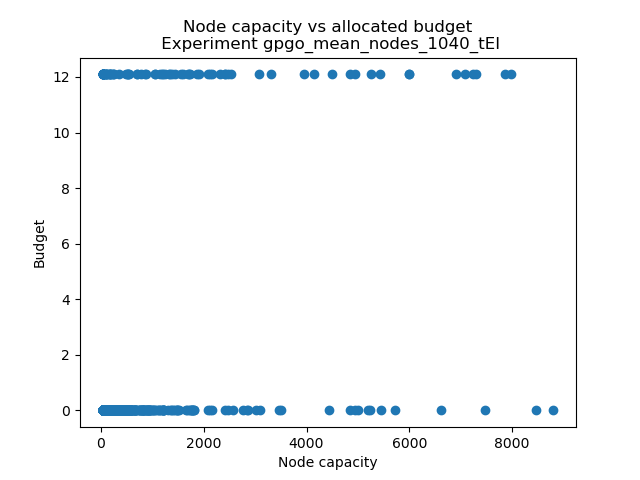 Node capacity vs allocated budget
Experiment gpgo_mean_nodes_1040_tEI
12
10
8
6
4
2
0
Budget
0 2000 4000 6000 8000
Node capacity